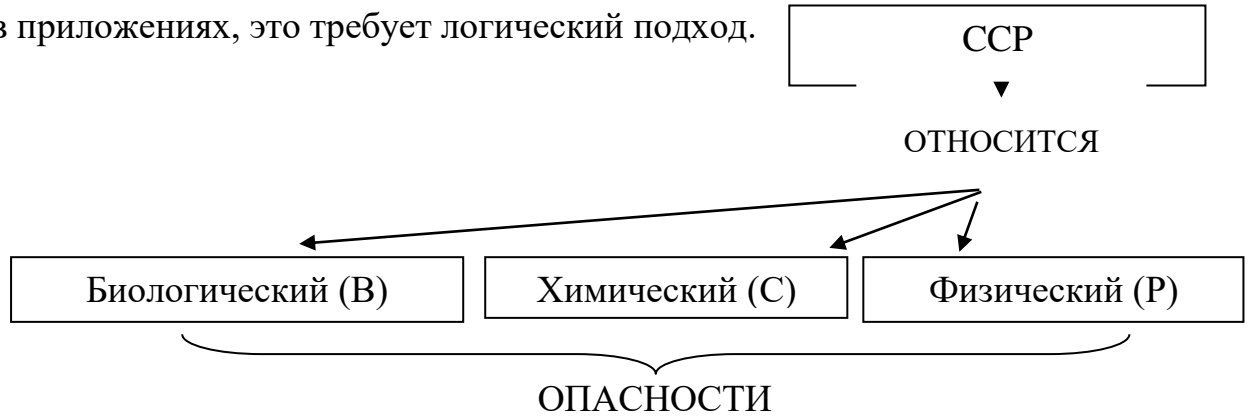 в приложениях, это требует логический подход.
ССР
ОТНОСИТСЯ
Биологический (В) Химический (С) Физический (Р)
ОПАСНОСТИ